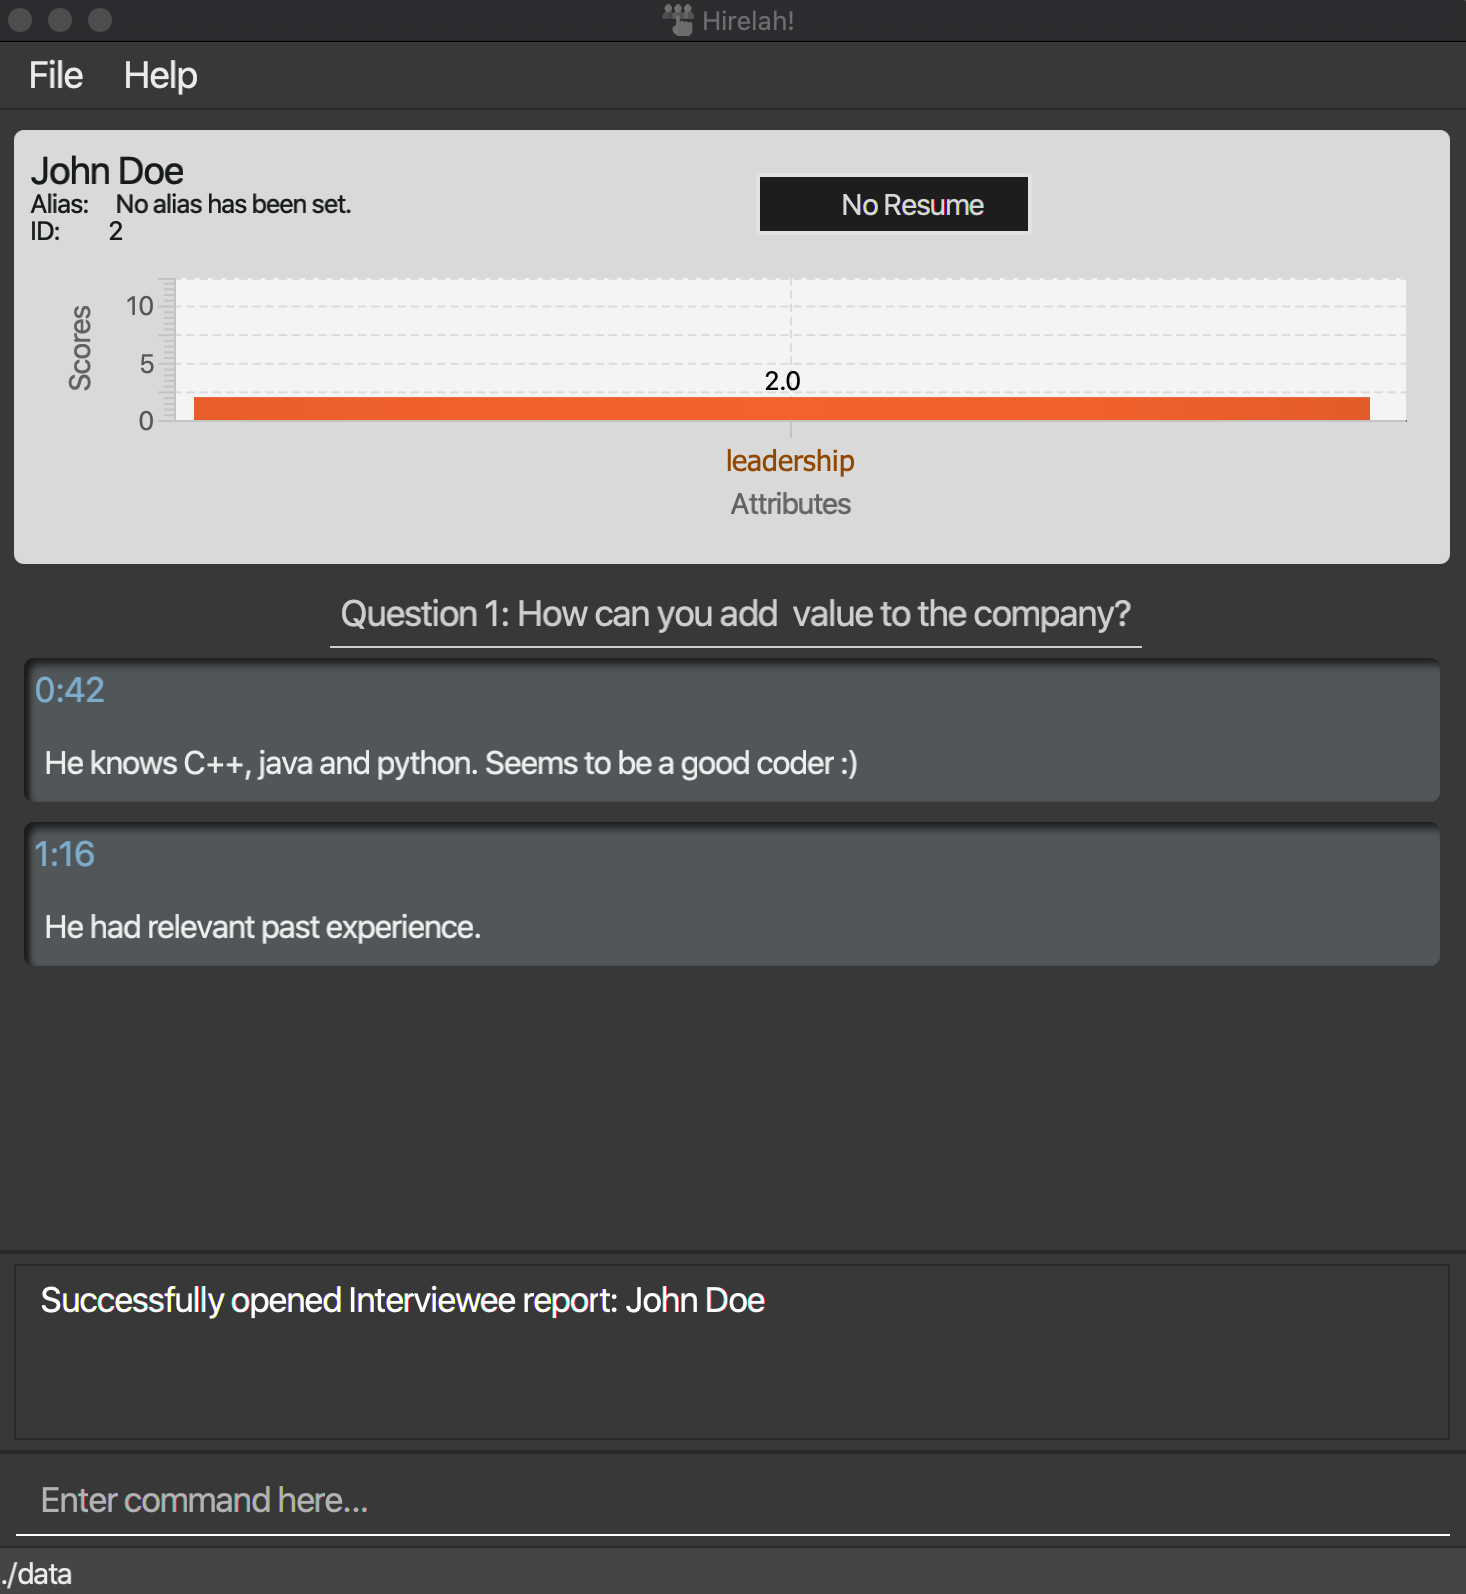 Hirelah!
File Help
John Doe
Alias: No alias has been set.
ID: 2
No Resume
Scores
10
5
0
2.0
leadership
Attributes
Question 1: How can you add  value to the company?
0:42
He knows C++, java and python. Seems to be a good coder :)
1:16
He had relevant past experience.
Successfully opened Interviewee report: John Doe
Enter command here...
./data